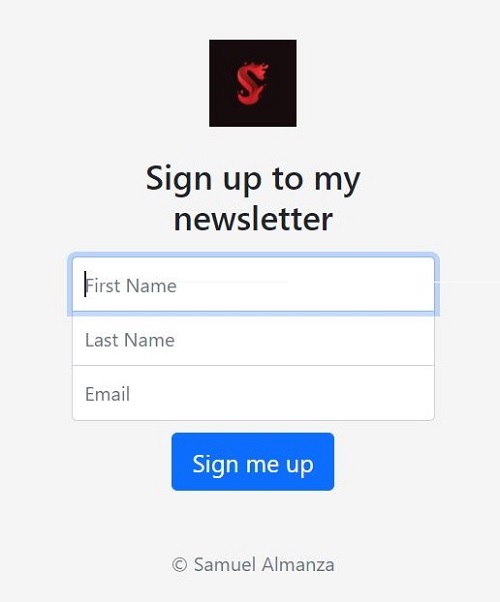 S
Sign up to my
newsletter
First Name
Last Name
Email
Sign me up
© Samuel Almanza